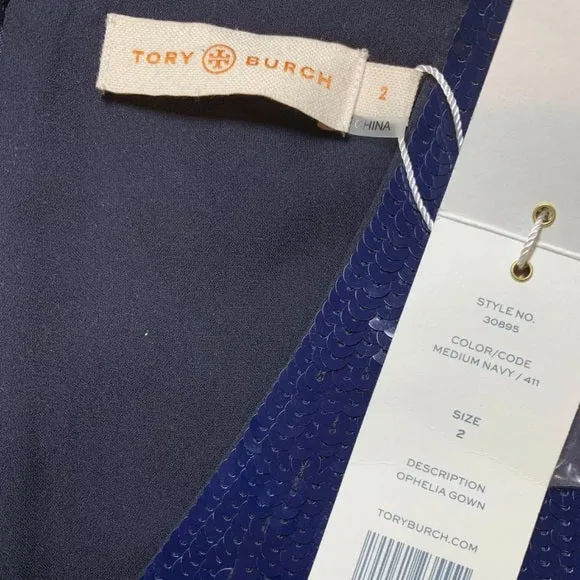 TORY BURCH
2
CHINA
STYLE NO.
30895
COLOR/CODE
MEDIUM NAVY / 411
SIZE
2
DESCRIPTION
OPHELIA GOWN
TORYBURCH.COM